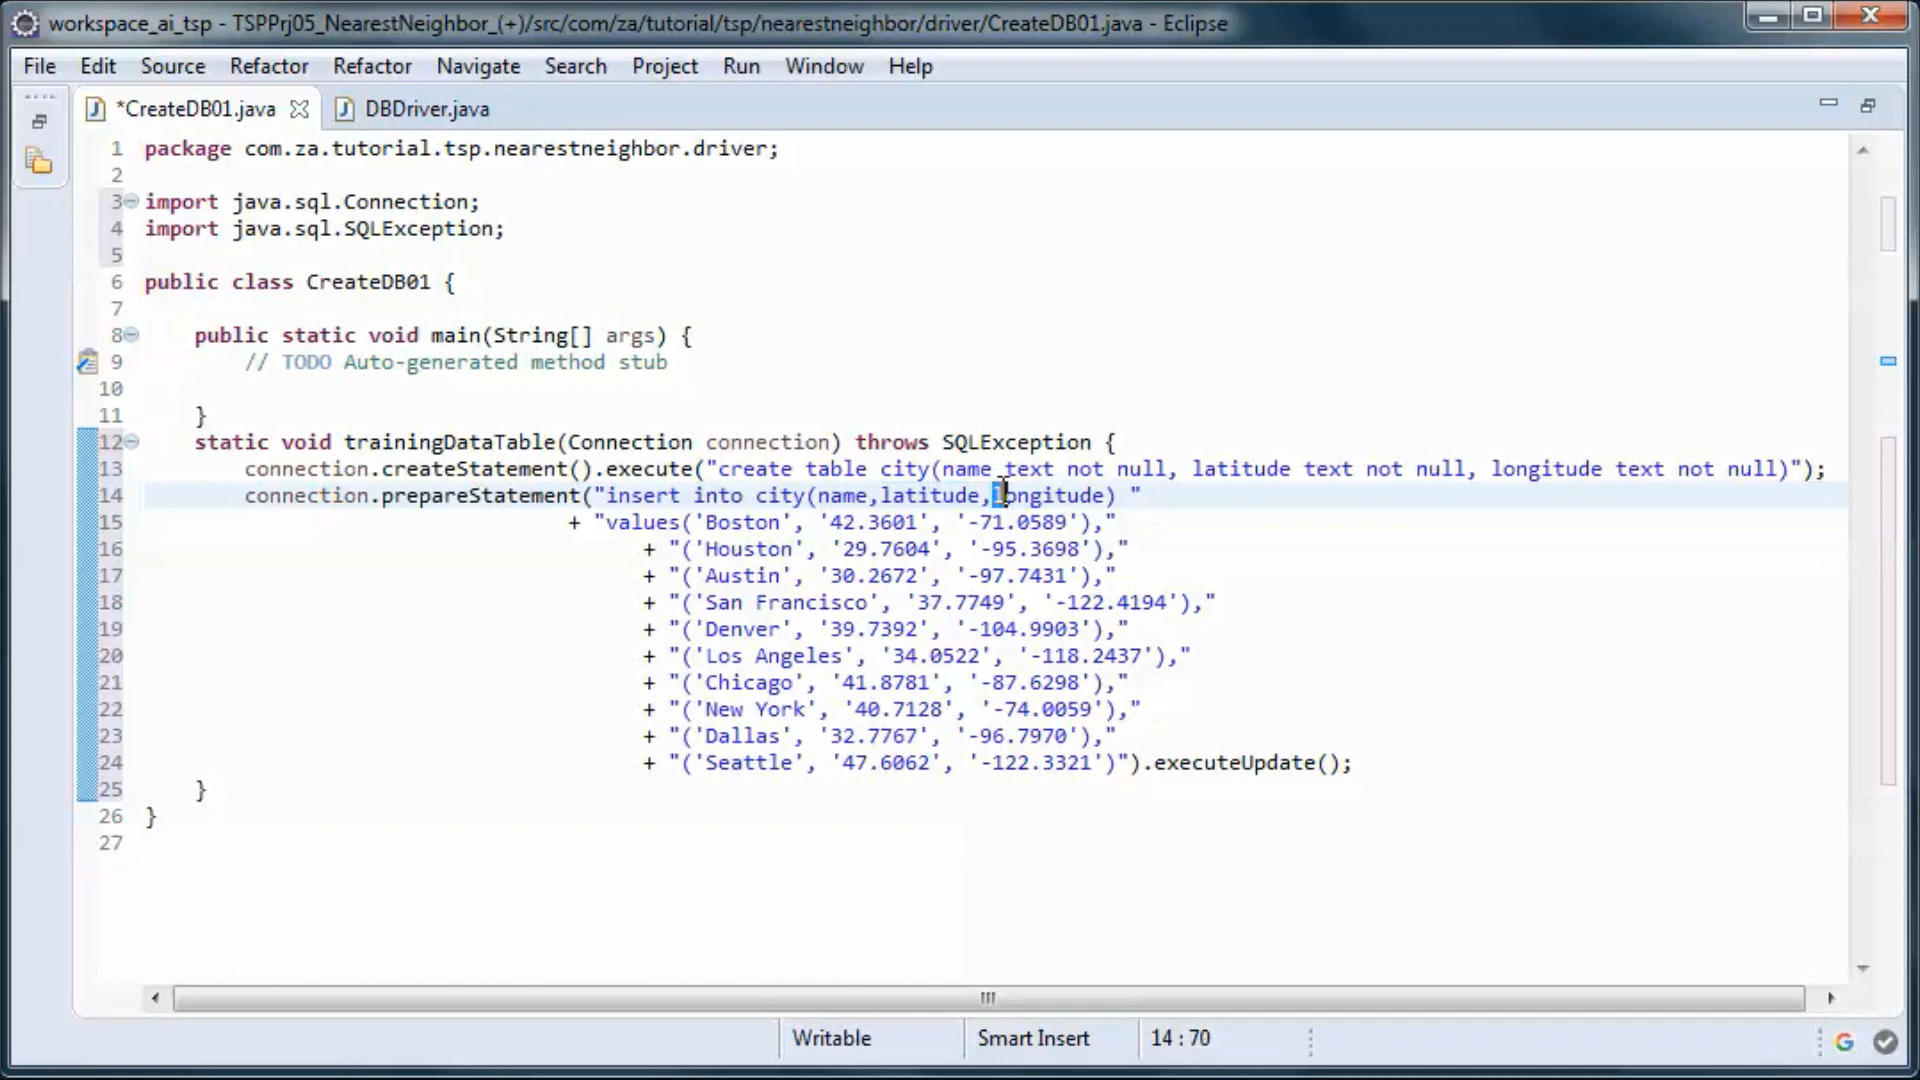 workspace_ai_tsp - TSPPrj05_NearestNeighbor_(+)/src/com/za/tutorial/tsp/nearestneighbor/driver/CreateDB01.java - Eclipse
File Edit Source Refactor Refactor Navigate Search Project Run Window Help
*CreateDB01.java DBDriver.java
1 package com.za.tutorial.tsp.nearestneighbor.driver;
2
3 import java.sql.Connection;
4 import java.sql.SQLException;
5
6 public class CreateDB01 {
7
8 public static void main(String[] args) {
9 // TODO Auto-generated method stub
10
11 }
12 static void trainingDataTable(Connection connection) throws SQLException {
13 connection.createStatement().execute("create table city(name text not null, latitude text not null, longitude text not null)");
14 connection.prepareStatement("insert into city(name,latitude,longitude) "
15 + "values('Boston', '42.3601', '-71.0589'),"
16 + "('Houston', '29.7604', '-95.3698'),"
17 + "('Austin', '30.2672', '-97.7431'),"
18 + "('San Francisco', '37.7749', '-122.4194'),"
19 + "('Denver', '39.7392', '-104.9903'),"
20 + "('Los Angeles', '34.0522', '-118.2437'),"
21 + "('Chicago', '41.8781', '-87.6298'),"
22 + "('New York', '40.7128', '-74.0059'),"
23 + "('Dallas', '32.7767', '-96.7970'),"
24 + "('Seattle', '47.6062', '-122.3321')").executeUpdate();
25 }
26 }
27
Writable Smart Insert 14 : 70